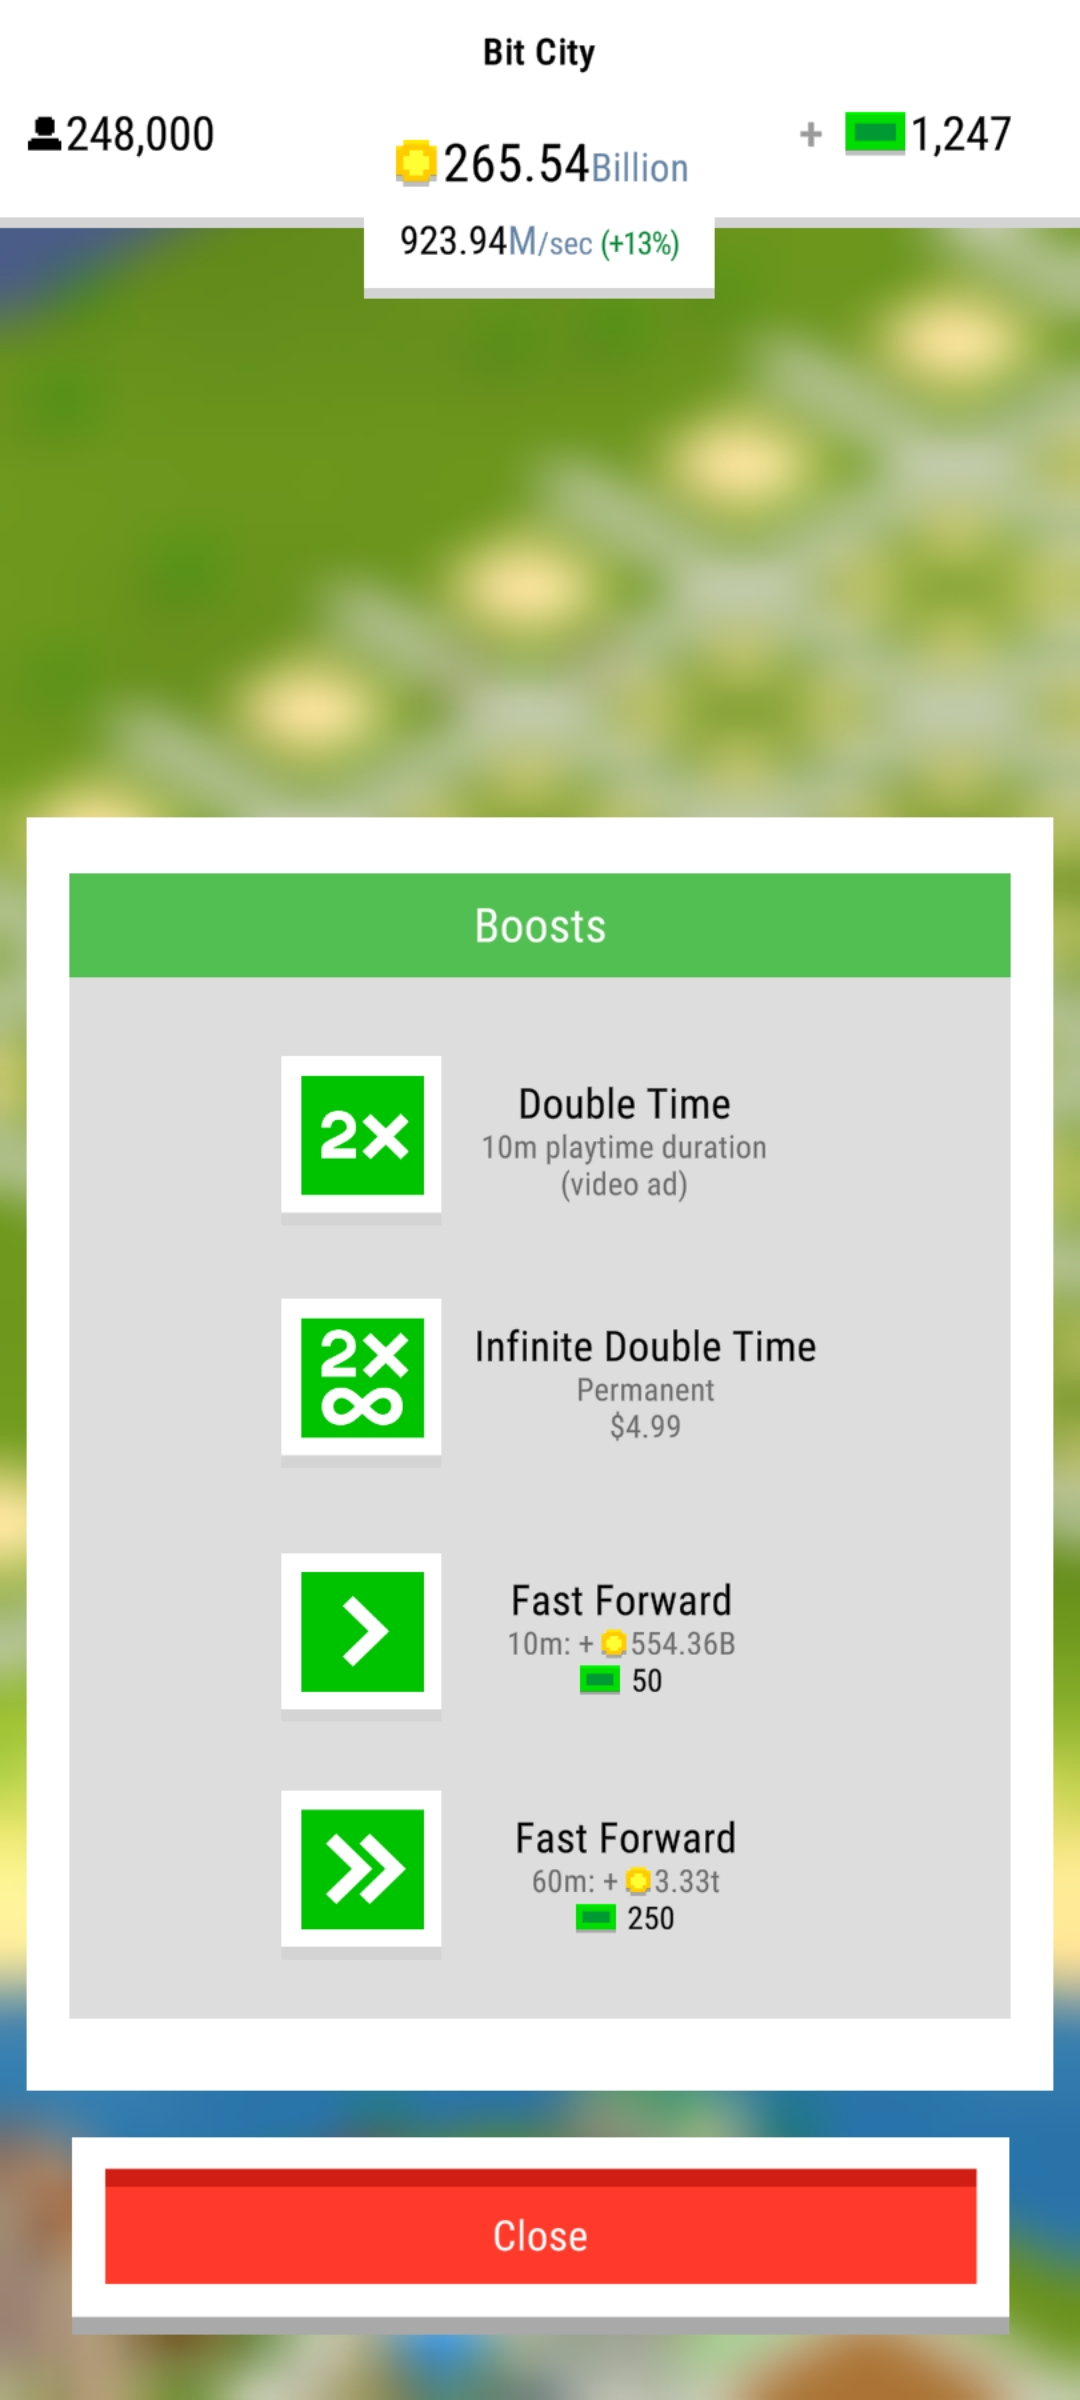 Bit City
248,000
+ 1,247
265.54Billion
923.94M/sec (+13%)
Boosts
2×
Double Time
10m playtime duration
(video ad)
2×
∞
Infinite Double Time
Permanent
$4.99
Fast Forward
10m: + 554.36B
50
Fast Forward
60m: + 3.33t
250
Close